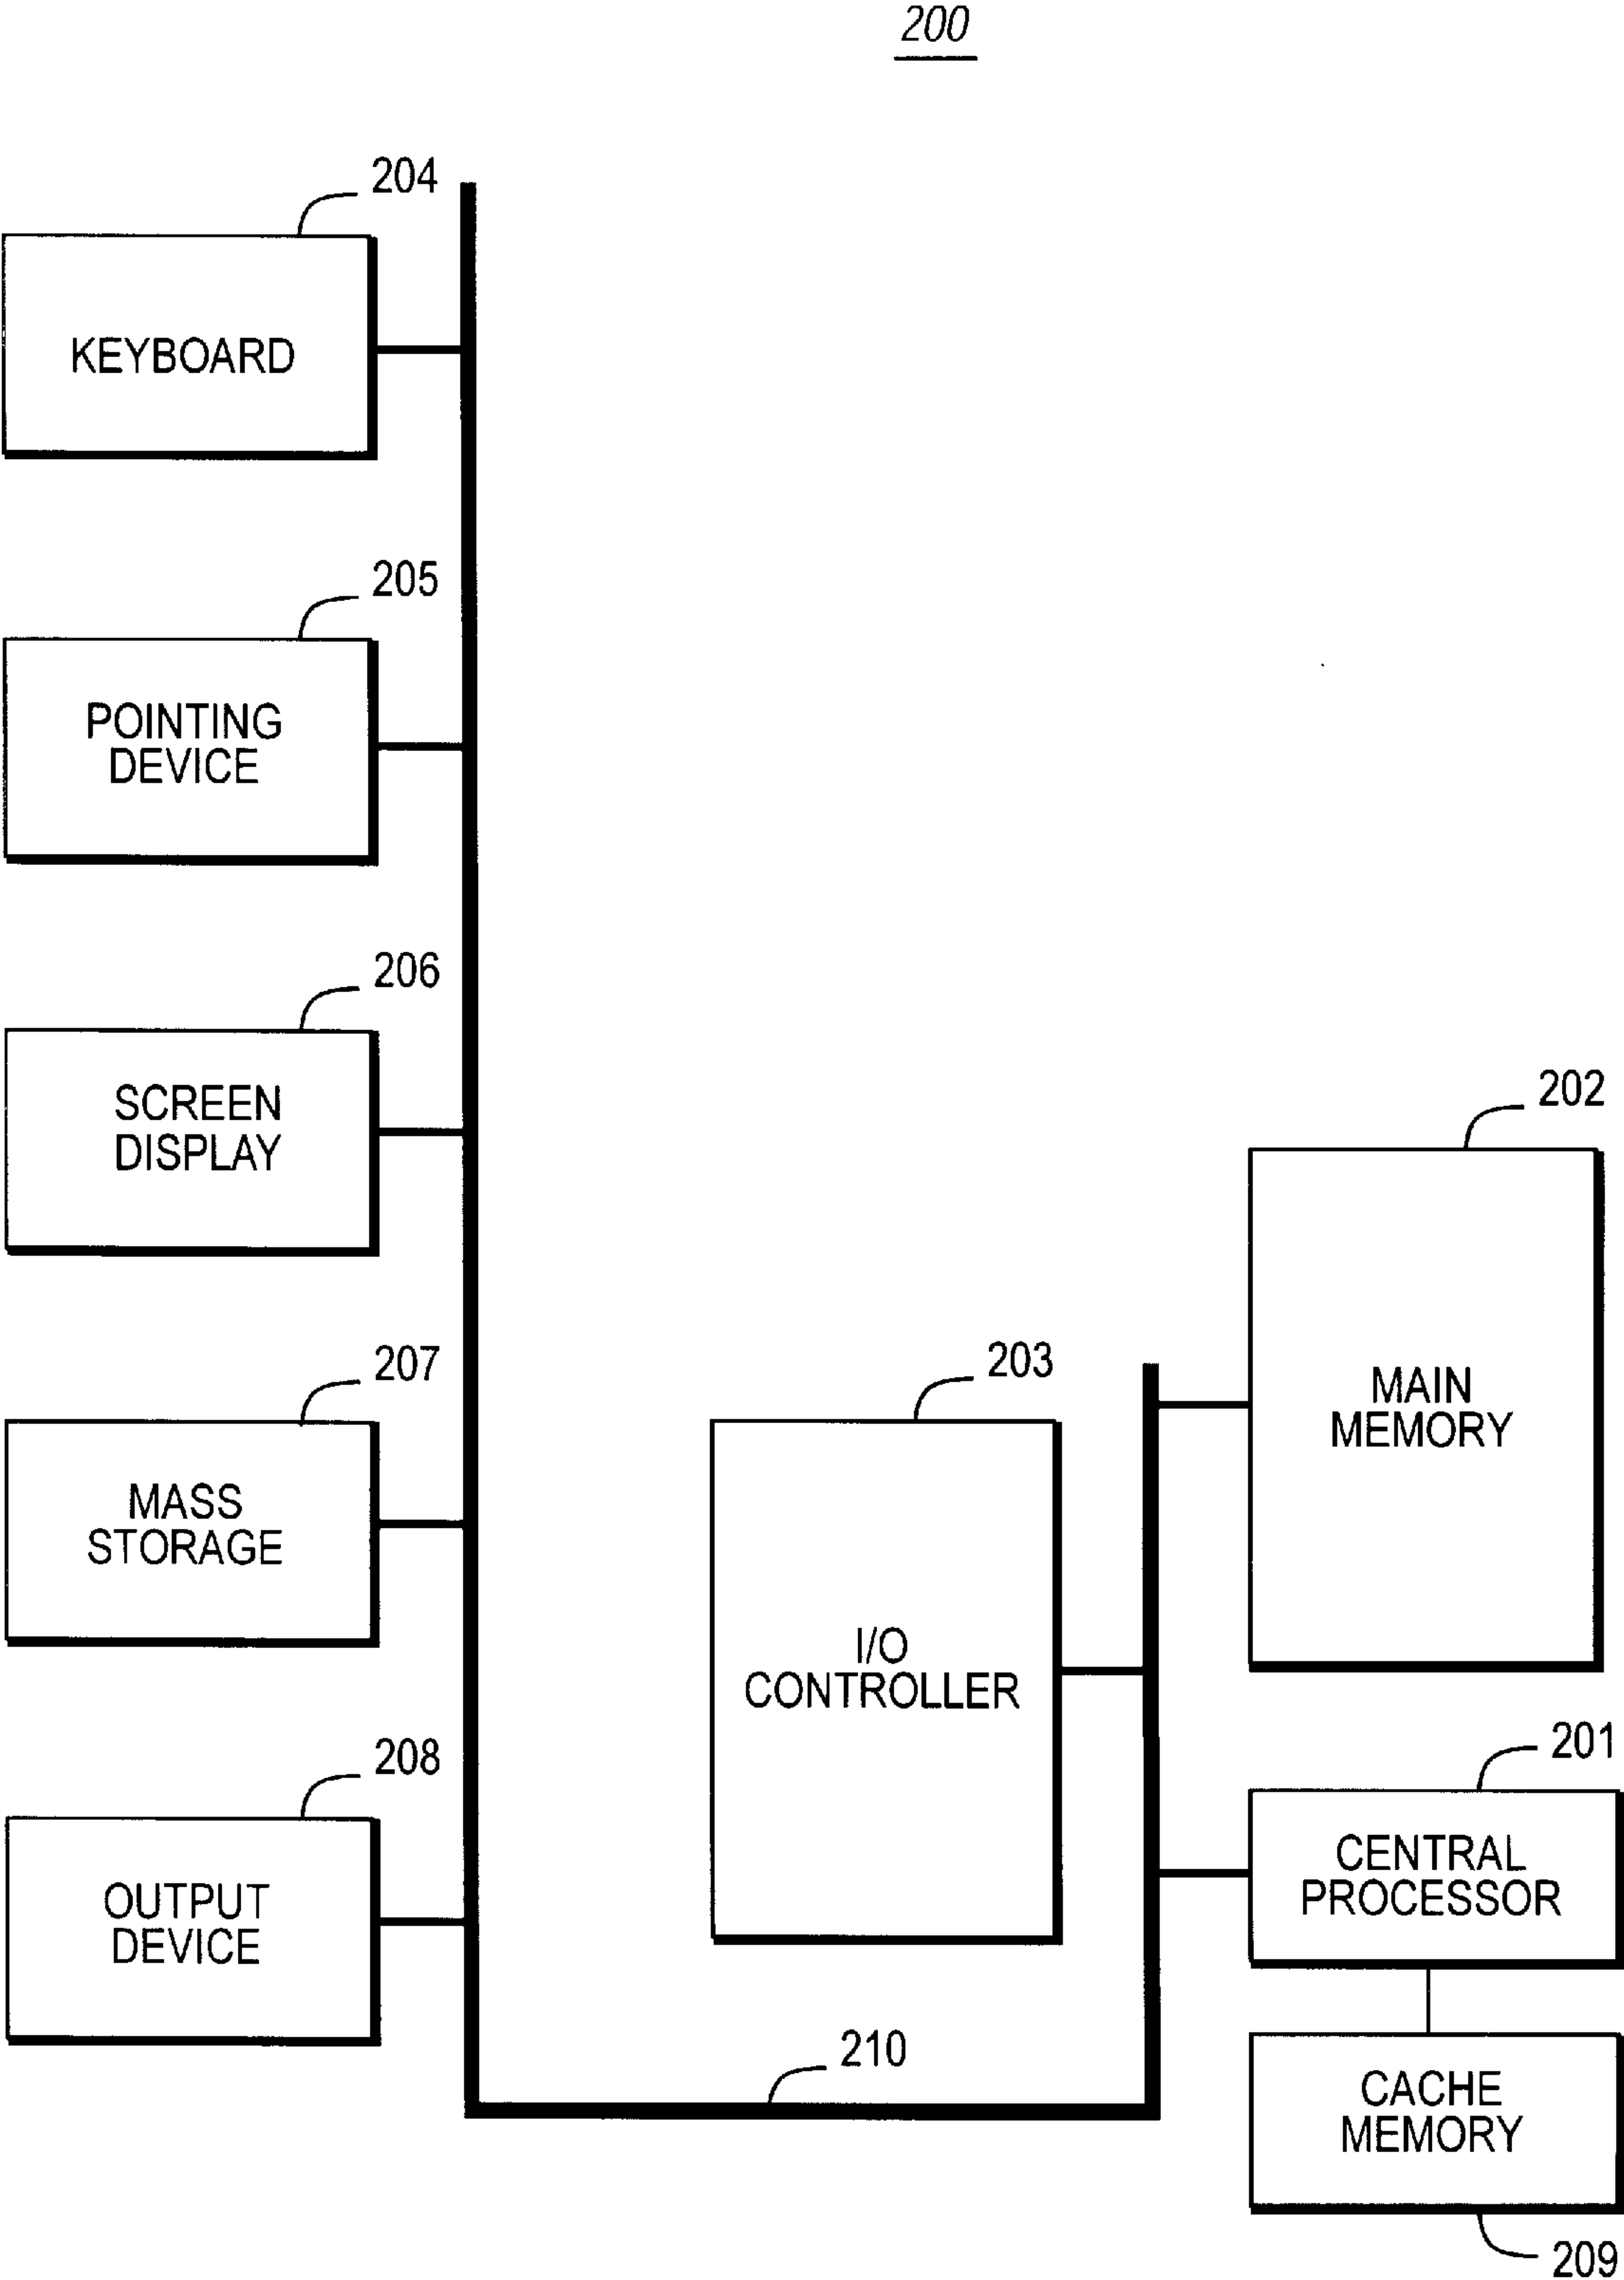 200
204
KEYBOARD
205
POINTING
DEVICE
206
SCREEN
DISPLAY
207
MASS
STORAGE
208
OUTPUT
DEVICE
203
I/O
CONTROLLER
210
202
MAIN
MEMORY
201
CENTRAL
PROCESSOR
CACHE
MEMORY
209